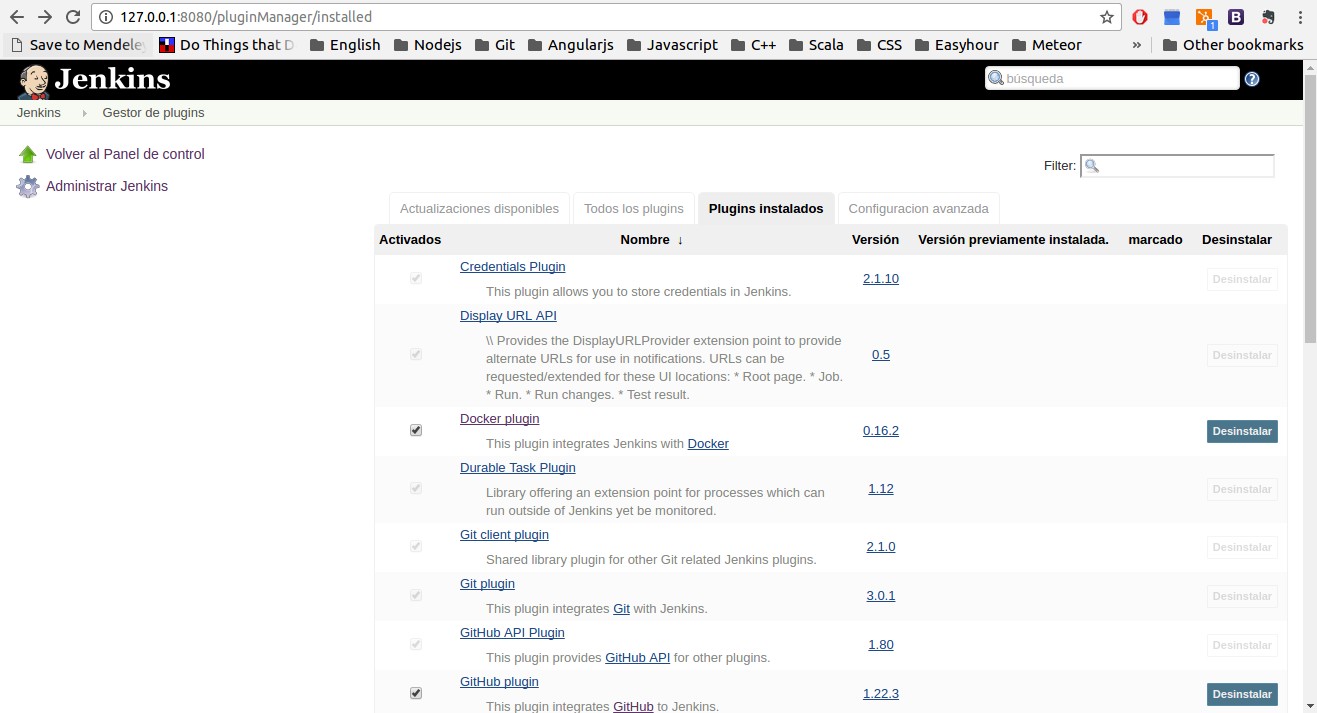 127.0.0.1:8080/pluginManager/installed
1
B
Save to Mendeley
Do Things that D
English
Nodejs
Git
Angularjs
Javascript
C++
Scala
CSS
Easyhour
Meteor
»
Other bookmarks
Jenkins
búsqueda
?
Jenkins
Gestor de plugins
Volver al Panel de control
Administrar Jenkins
Filter:
Actualizaciones disponibles
Todos los plugins
Plugins instalados
Configuracion avanzada
Activados Nombre ↓ Versión Versión previamente instalada. marcado Desinstalar
Credentials Plugin
This plugin allows you to store credentials in Jenkins.
2.1.10
Desinstalar
Display URL API
\\ Provides the DisplayURLProvider extension point to provide
alternate URLs for use in notifications. URLs can be
requested/extended for these UI locations: * Root page. * Job.
* Run. * Run changes. * Test result.
0.5
Desinstalar
Docker plugin
This plugin integrates Jenkins with Docker
0.16.2
Desinstalar
Durable Task Plugin
Library offering an extension point for processes which can
run outside of Jenkins yet be monitored.
1.12
Desinstalar
Git client plugin
Shared library plugin for other Git related Jenkins plugins.
2.1.0
Desinstalar
Git plugin
This plugin integrates Git with Jenkins.
3.0.1
Desinstalar
GitHub API Plugin
This plugin provides GitHub API for other plugins.
1.80
Desinstalar
GitHub plugin
This plugin integrates GitHub to Jenkins.
1.22.3
Desinstalar